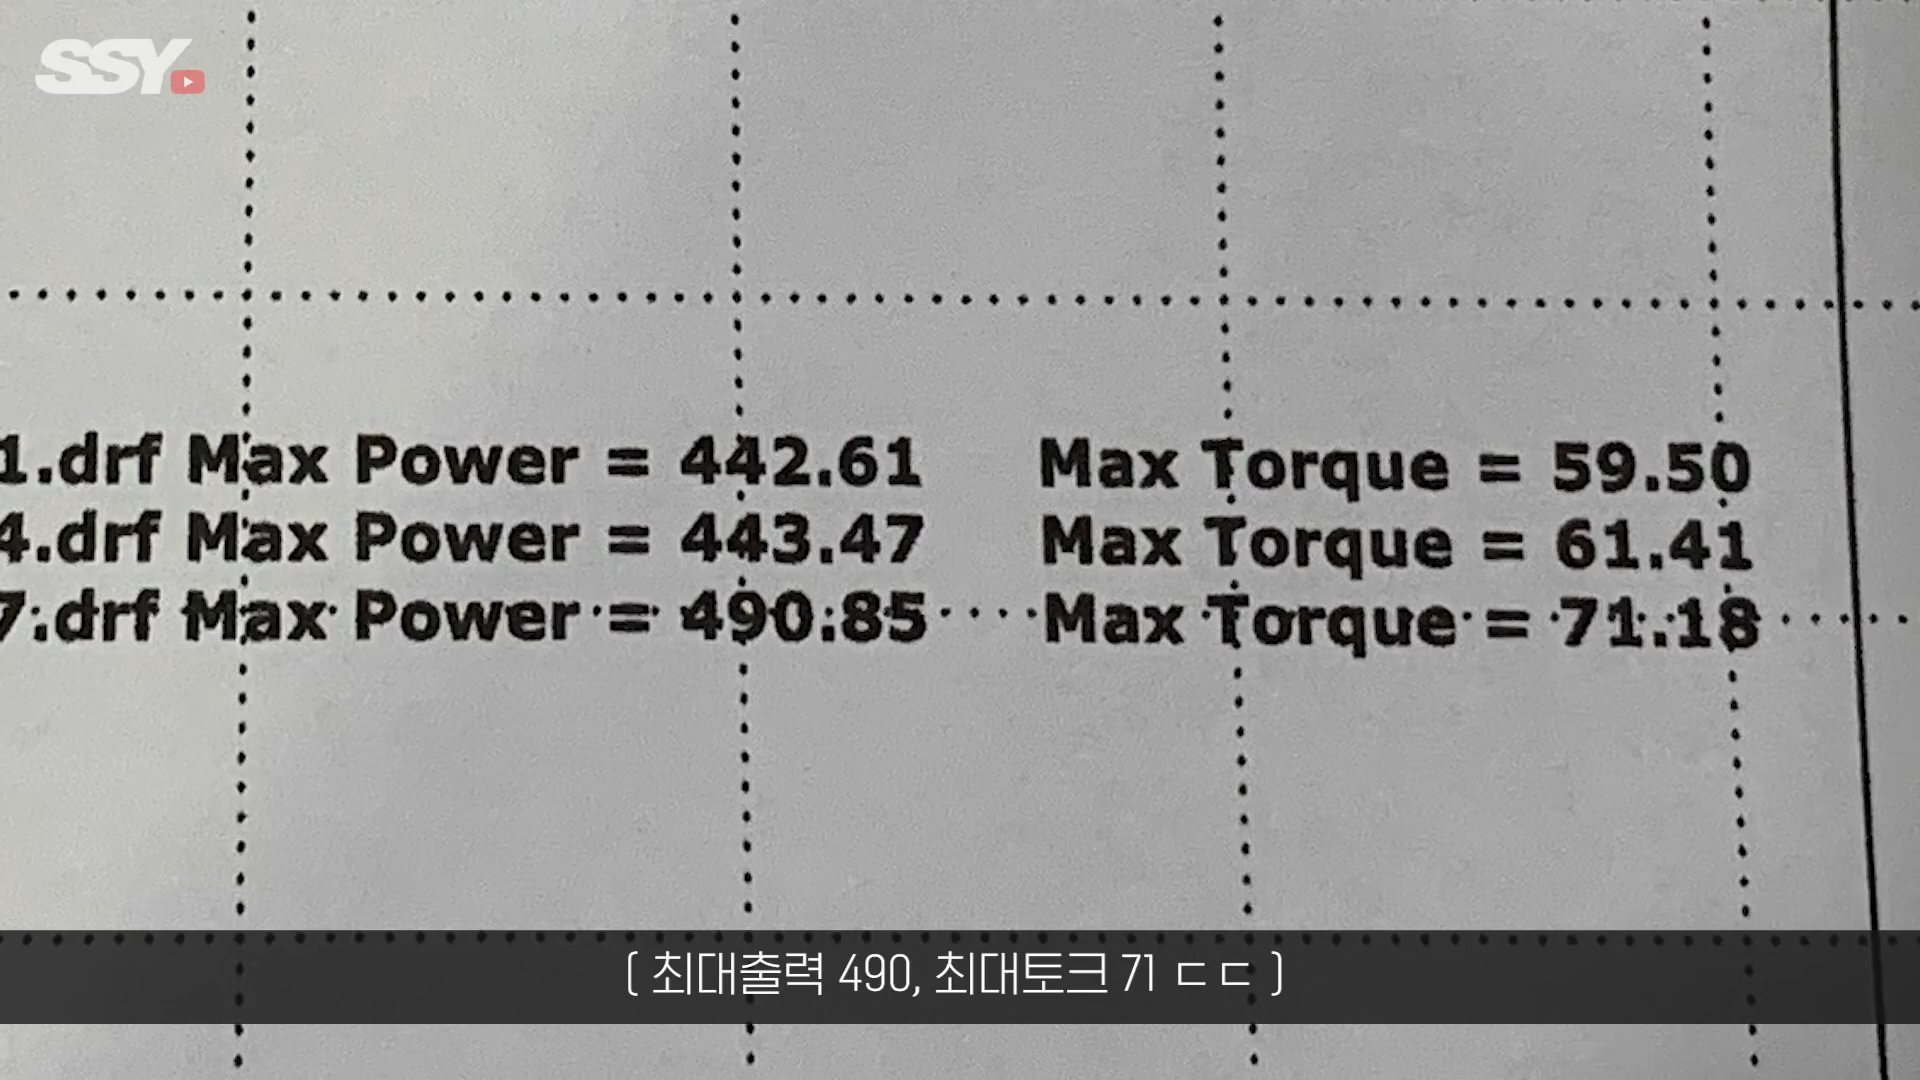 SSY
1.drf Max Power = 442.61 Max Torque = 59.50
4.drf Max Power = 443.47 Max Torque = 61.41
7.drf Max Power = 490.85 Max Torque = 71.18
( 최대출력 490, 최대토크 71 ㄷㄷ )